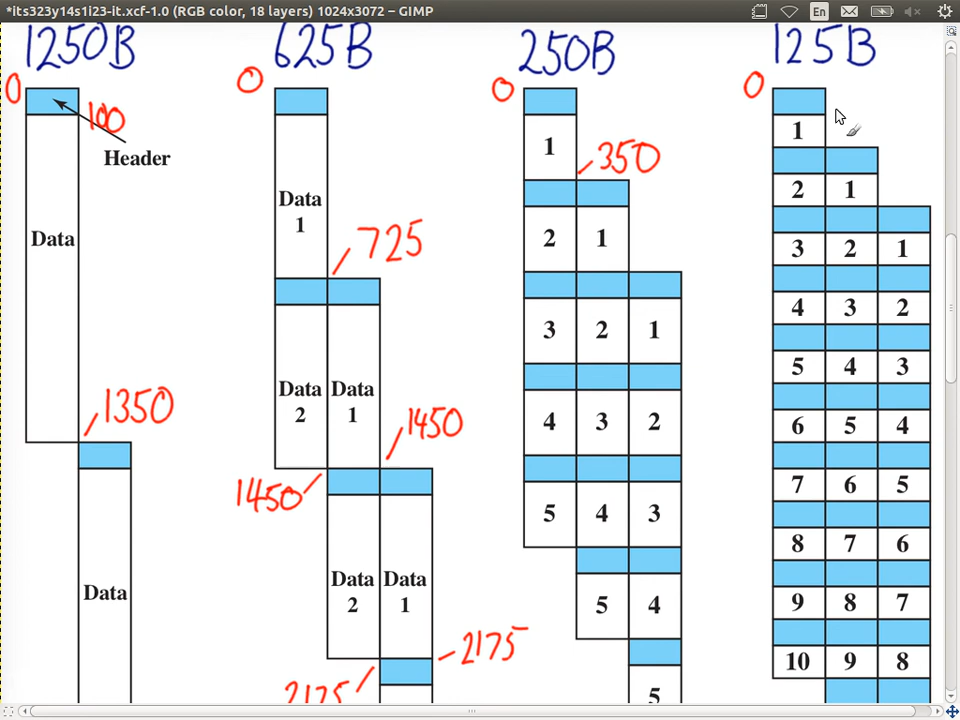 *its323y14s1i23-it.xcf-1.0 (RGB color, 18 layers) 1024x3072 – GIMP
En
1250B 625B 250B 125B
0 0 0 0
100
Header
Data
1350
Data
Data
1
725
Data
2
Data
1
1450
1450
Data
2
Data
1
2175
2175
1
350
2 1
3 2 1
4 3 2
5 4 3
5 4
5
1
2 1
3 2 1
4 3 2
5 4 3
6 5 4
7 6 5
8 7 6
9 8 7
10 9 8